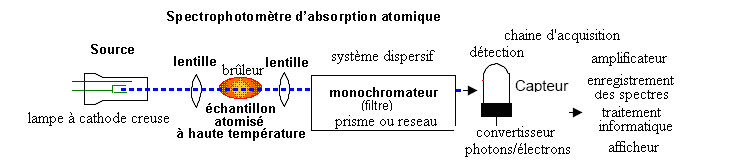 Spectrophotomètre d'absorption atomique
Source
lampe à cathode creuse
lentille
brûleur
lentille
échantillon
atomisé
à haute température
système dispersif
monochromateur
(filtre)
prisme ou reseau
chaine d'acquisition
détection
Capteur
convertisseur
photons/électrons
amplificateur
enregistrement
des spectres
traitement
informatique
afficheur